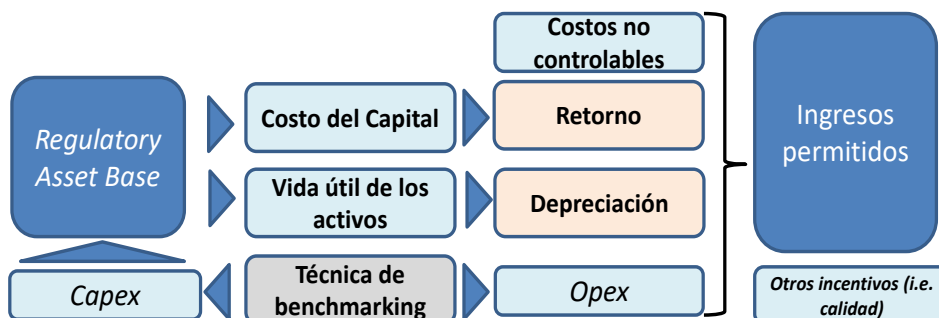 Costos no
controlables
Regulatory
Asset Base
Costo del Capital
Retorno
Ingresos
permitidos
Vida útil de los
activos
Depreciación
Capex
Técnica de
benchmarking
Opex
Otros incentivos (i.e.
calidad)